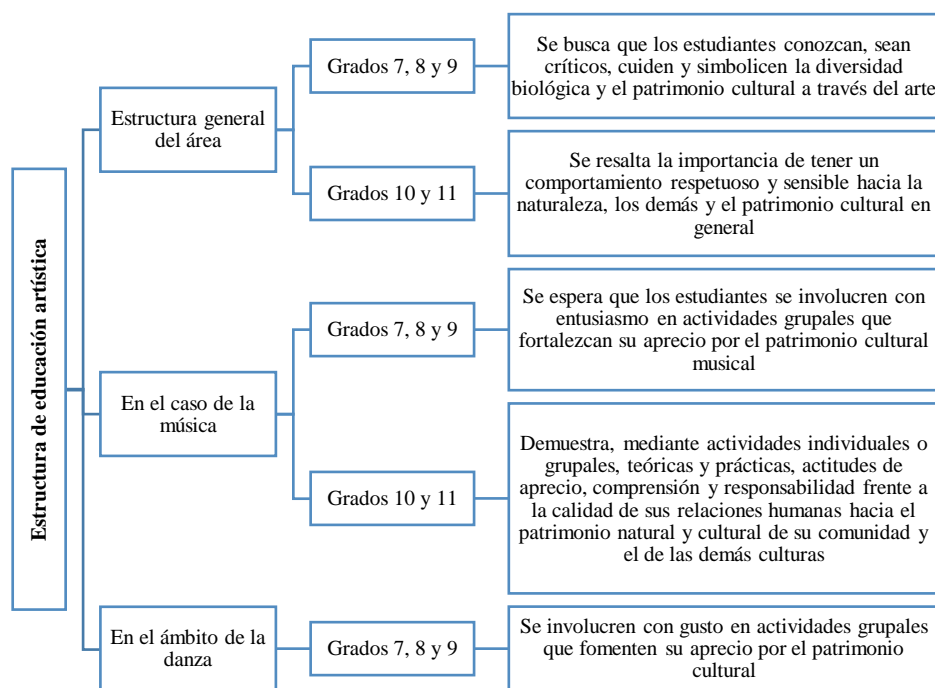 Estructura de educación artística
Estructura general
del área
Grados 7, 8 y 9
Se busca que los estudiantes conozcan, sean
críticos, cuiden y simbolicen la diversidad
biológica y el patrimonio cultural a través del arte
Grados 10 y 11
Se resalta la importancia de tener un
comportamiento respetuoso y sensible hacia la
naturaleza, los demás y el patrimonio cultural en
general
En el caso de la
música
Grados 7, 8 y 9
Se espera que los estudiantes se involucren con
entusiasmo en actividades grupales que
fortalezcan su aprecio por el patrimonio cultural
musical
Grados 10 y 11
Demuestra, mediante actividades individuales o
grupales, teóricas y prácticas, actitudes de
aprecio, comprensión y responsabilidad frente a
la calidad de sus relaciones humanas hacia el
patrimonio natural y cultural de su comunidad y
el de las demás culturas
En el ámbito de la
danza
Grados 7, 8 y 9
Se involucren con gusto en actividades grupales
que fomenten su aprecio por el patrimonio
cultural